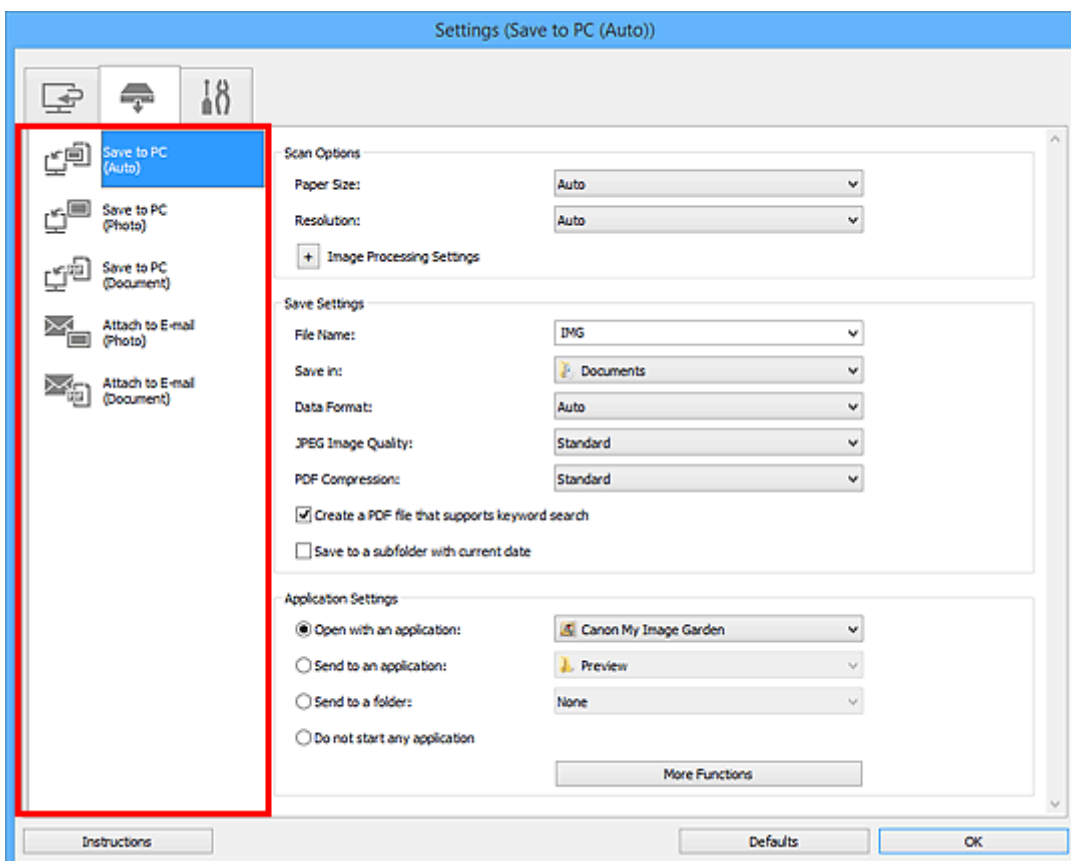 Settings (Save to PC (Auto))
Save to PC
(Auto)
Save to PC
(Photo)
Save to PC
(Document)
Attach to E-mail
(Photo)
Attach to E-mail
(Document)
Scan Options
Paper Size: Auto
Resolution: Auto
+ Image Processing Settings
Save Settings
File Name: IMG
Save in: Documents
Data Format: Auto
JPEG Image Quality: Standard
PDF Compression: Standard
Create a PDF file that supports keyword search
Save to a subfolder with current date
Application Settings
Open with an application: Canon My Image Garden
Send to an application: Preview
Send to a folder: None
Do not start any application
More Functions
Instructions Defaults OK